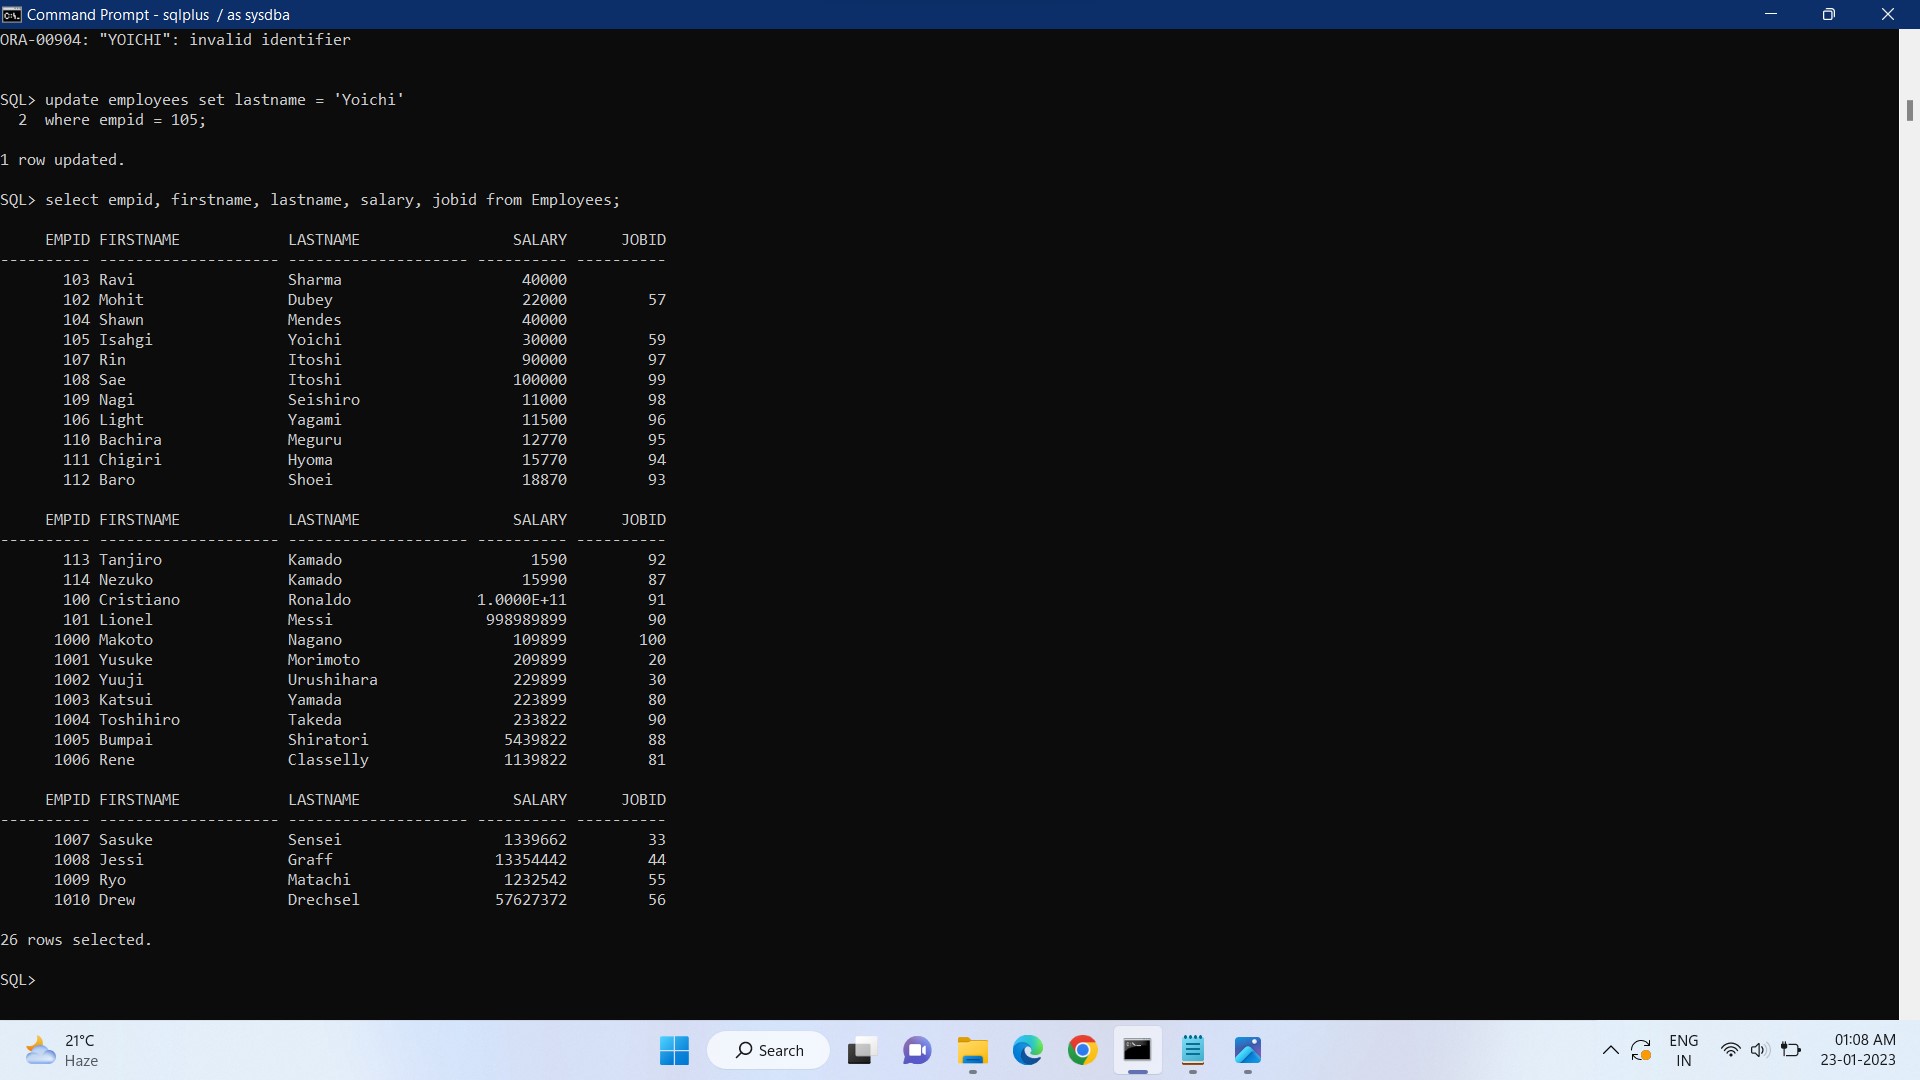 Command Prompt - sqlplus  / as sysdba
ORA-00904: "YOICHI": invalid identifier
SQL> update employees set lastname = 'Yoichi'
  2  where empid = 105;
1 row updated.
SQL> select empid, firstname, lastname, salary, jobid from Employees;
     EMPID FIRSTNAME            LASTNAME                 SALARY      JOBID
---------- -------------------- -------------------- ---------- ----------
       103 Ravi                 Sharma                    40000
       102 Mohit                Dubey                     22000         57
       104 Shawn                Mendes                    40000
       105 Isahgi               Yoichi                    30000         59
       107 Rin                  Itoshi                    90000         97
       108 Sae                  Itoshi                   100000         99
       109 Nagi                 Seishiro                  11000         98
       106 Light                Yagami                    11500         96
       110 Bachira              Meguru                    12770         95
       111 Chigiri              Hyoma                     15770         94
       112 Baro                 Shoei                     18870         93
     EMPID FIRSTNAME            LASTNAME                 SALARY      JOBID
---------- -------------------- -------------------- ---------- ----------
       113 Tanjiro              Kamado                     1590         92
       114 Nezuko               Kamado                    15990         87
       100 Cristiano            Ronaldo              1.0000E+11         91
       101 Lionel               Messi                 998989899         90
      1000 Makoto               Nagano                   109899        100
      1001 Yusuke               Morimoto                 209899         20
      1002 Yuuji                Urushihara               229899         30
      1003 Katsui               Yamada                   223899         80
      1004 Toshihiro            Takeda                   233822         90
      1005 Bumpai               Shiratori               5439822         88
      1006 Rene                 Classelly               1139822         81
     EMPID FIRSTNAME            LASTNAME                 SALARY      JOBID
---------- -------------------- -------------------- ---------- ----------
      1007 Sasuke               Sensei                  1339662         33
      1008 Jessi                Graff                  13354442         44
      1009 Ryo                  Matachi                 1232542         55
      1010 Drew                 Drechsel               57627372         56
26 rows selected.
SQL>
21°C
Haze
Search
ENG
IN
01:08 AM
23-01-2023